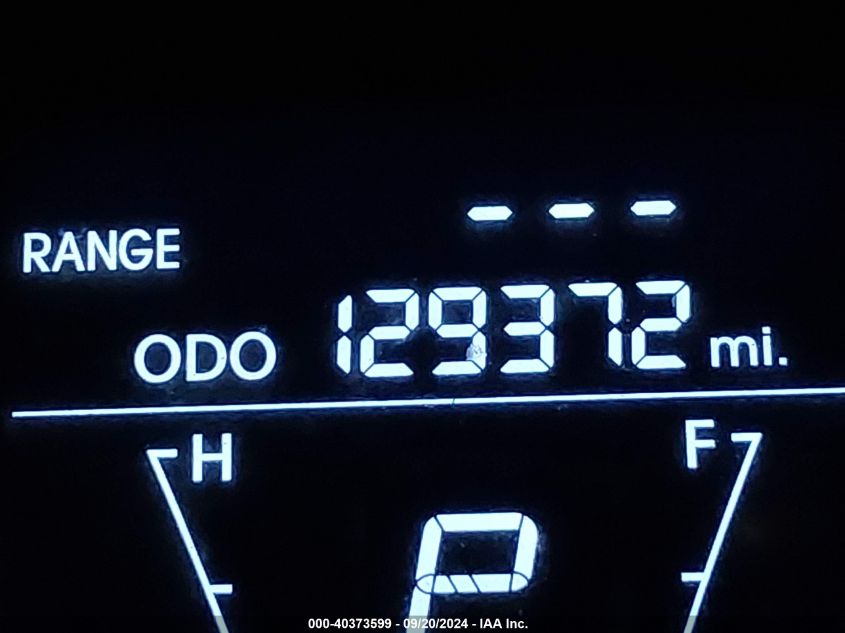 - - -
RANGE
ODO 129372 mi.
H F
P
000-40373599 - 09/20/2024 - IAA Inc.